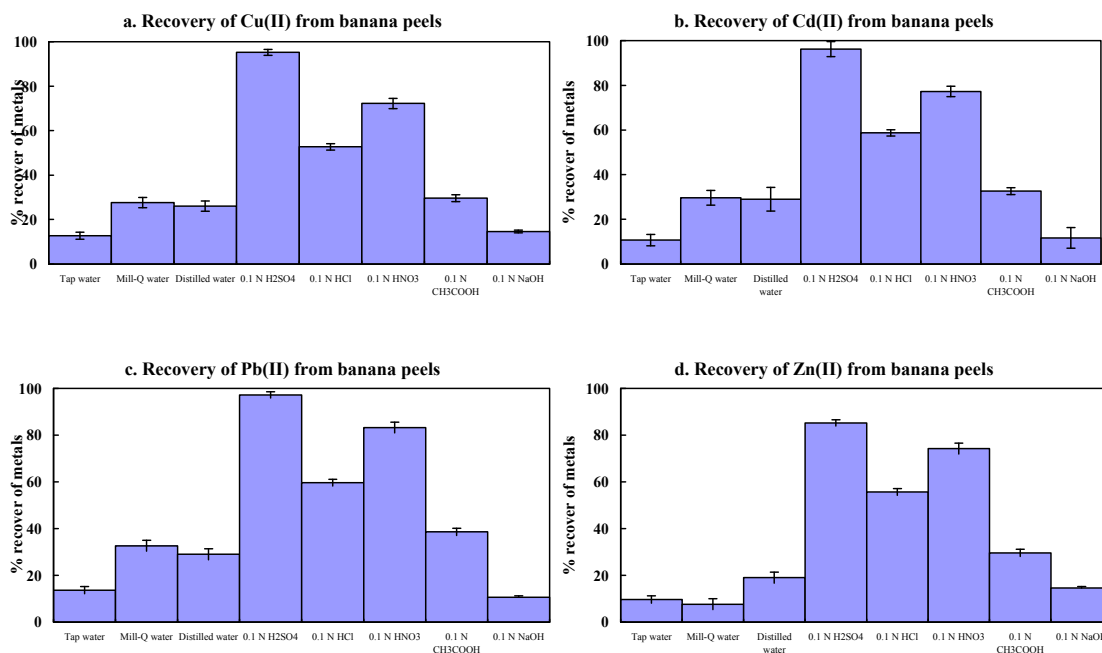 a. Recovery of Cu(II) from banana peels
% recover of metals
100
80
60
40
20
0
Tap water Mill-Q water Distilled water 0.1 N H2SO4 0.1 N HCl 0.1 N HNO3 0.1 N CH3COOH 0.1 N NaOH
b. Recovery of Cd(II) from banana peels
% recover of metals
100
80
60
40
20
0
Tap water Mill-Q water Distilled water 0.1 N H2SO4 0.1 N HCl 0.1 N HNO3 0.1 N CH3COOH 0.1 N NaOH
c. Recovery of Pb(II) from banana peels
% recover of metals
100
80
60
40
20
0
Tap water Mill-Q water Distilled water 0.1 N H2SO4 0.1 N HCl 0.1 N HNO3 0.1 N CH3COOH 0.1 N NaOH
d. Recovery of Zn(II) from banana peels
% recover of metals
100
80
60
40
20
0
Tap water Mill-Q water Distilled water 0.1 N H2SO4 0.1 N HCl 0.1 N HNO3 0.1 N CH3COOH 0.1 N NaOH